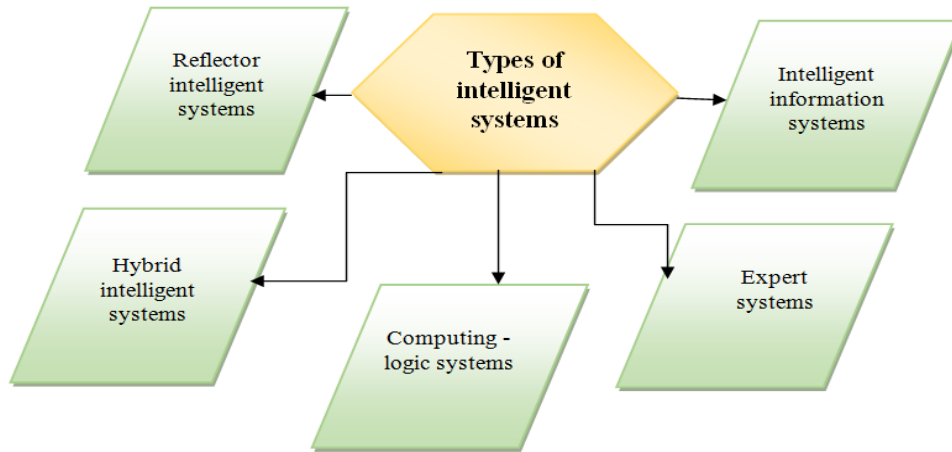 Types of
intelligent
systems
Reflector
intelligent
systems
Intelligent
information
systems
Hybrid
intelligent
systems
Computing -
logic systems
Expert
systems